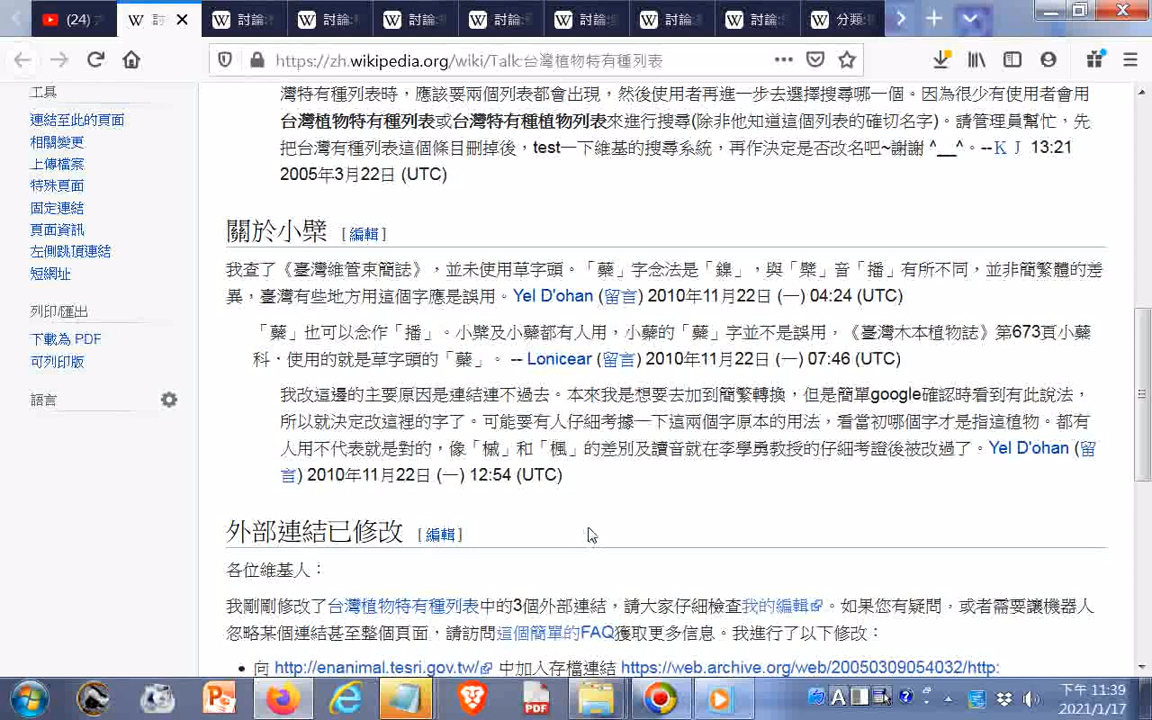 (24)
討論
討論:
討論
討論
討論
討論
討論
分類:
https://zh.wikipedia.org/wiki/Talk:台灣植物特有種列表
工具
連結至此的頁面
相關變更
上傳檔案
特殊頁面
固定連結
頁面資訊
左側跳頂連結
短網址
列印/匯出
下載為 PDF
可列印版
語言
灣特有種列表時，應該要兩個列表都會出現，然後使用者再進一步去選擇搜尋哪一個。因為很少有使用者會用
台灣植物特有種列表或台灣特有種植物列表來進行搜尋(除非他知道這個列表的確切名字)。請管理員幫忙，先
把台灣有種列表這個條目刪掉後，test一下維基的搜尋系統，再作決定是否改名吧~謝謝 ^__^。--K J 13:21
2005年3月22日 (UTC)
關於小檗 [編輯]
我查了《臺灣維管束簡誌》，並未使用草字頭。「蘗」字念法是「鎳」，與「檗」音「播」有所不同，並非簡繁體的差
異，臺灣有些地方用這個字應是誤用。Yel D'ohan (留言) 2010年11月22日 (一) 04:24 (UTC)
「蘗」也可以念作「播」。小檗及小蘗都有人用，小蘗的「蘗」字並不是誤用，《臺灣木本植物誌》第673頁小蘗
科．使用的就是草字頭的「蘗」。 -- Lonicear (留言) 2010年11月22日 (一) 07:46 (UTC)
我改這邊的主要原因是連結連不過去。本來我是想要去加到簡繁轉換，但是簡單google確認時看到有此說法，
所以就決定改這裡的字了。可能要有人仔細考據一下這兩個字原本的用法，看當初哪個字才是指這植物。都有
人用不代表就是對的，像「槭」和「楓」的差別及讀音就在李學勇教授的仔細考證後被改過了。Yel D'ohan (留
言) 2010年11月22日 (一) 12:54 (UTC)
外部連結已修改 [編輯]
各位維基人：
我剛剛修改了台灣植物特有種列表中的3個外部連結，請大家仔細檢查我的編輯。如果您有疑問，或者需要讓機器人
忽略某個連結甚至整個頁面，請訪問這個簡單的FAQ獲取更多信息。我進行了以下修改：
向 http://enanimal.tesri.gov.tw/ 中加入存檔連結 https://web.archive.org/web/20050309054032/http:
PDF
A
下午 11:39
2021/1/17